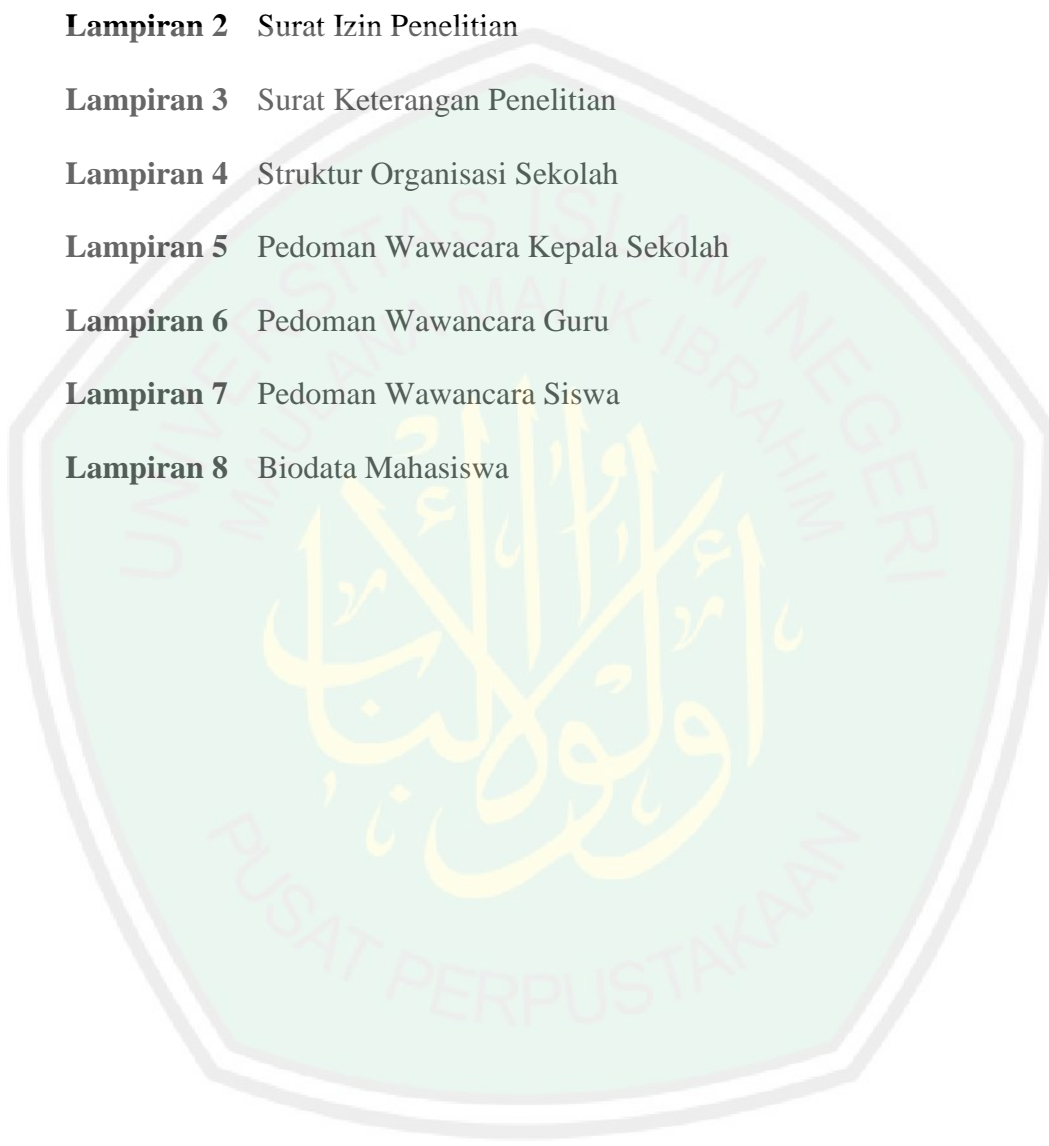 Lampiran 2 Surat Izin Penelitian
Lampiran 3 Surat Keterangan Penelitian
Lampiran 4 Struktur Organisasi Sekolah
Lampiran 5 Pedoman Wawacara Kepala Sekolah
Lampiran 6 Pedoman Wawancara Guru
Lampiran 7 Pedoman Wawancara Siswa
Lampiran 8 Biodata Mahasiswa
UNIVERSITAS ISLAM NEGERI
MAULANA MALIK IBRAHIM
أولوا الألباب
PUSAT PERPUSTAKAAN